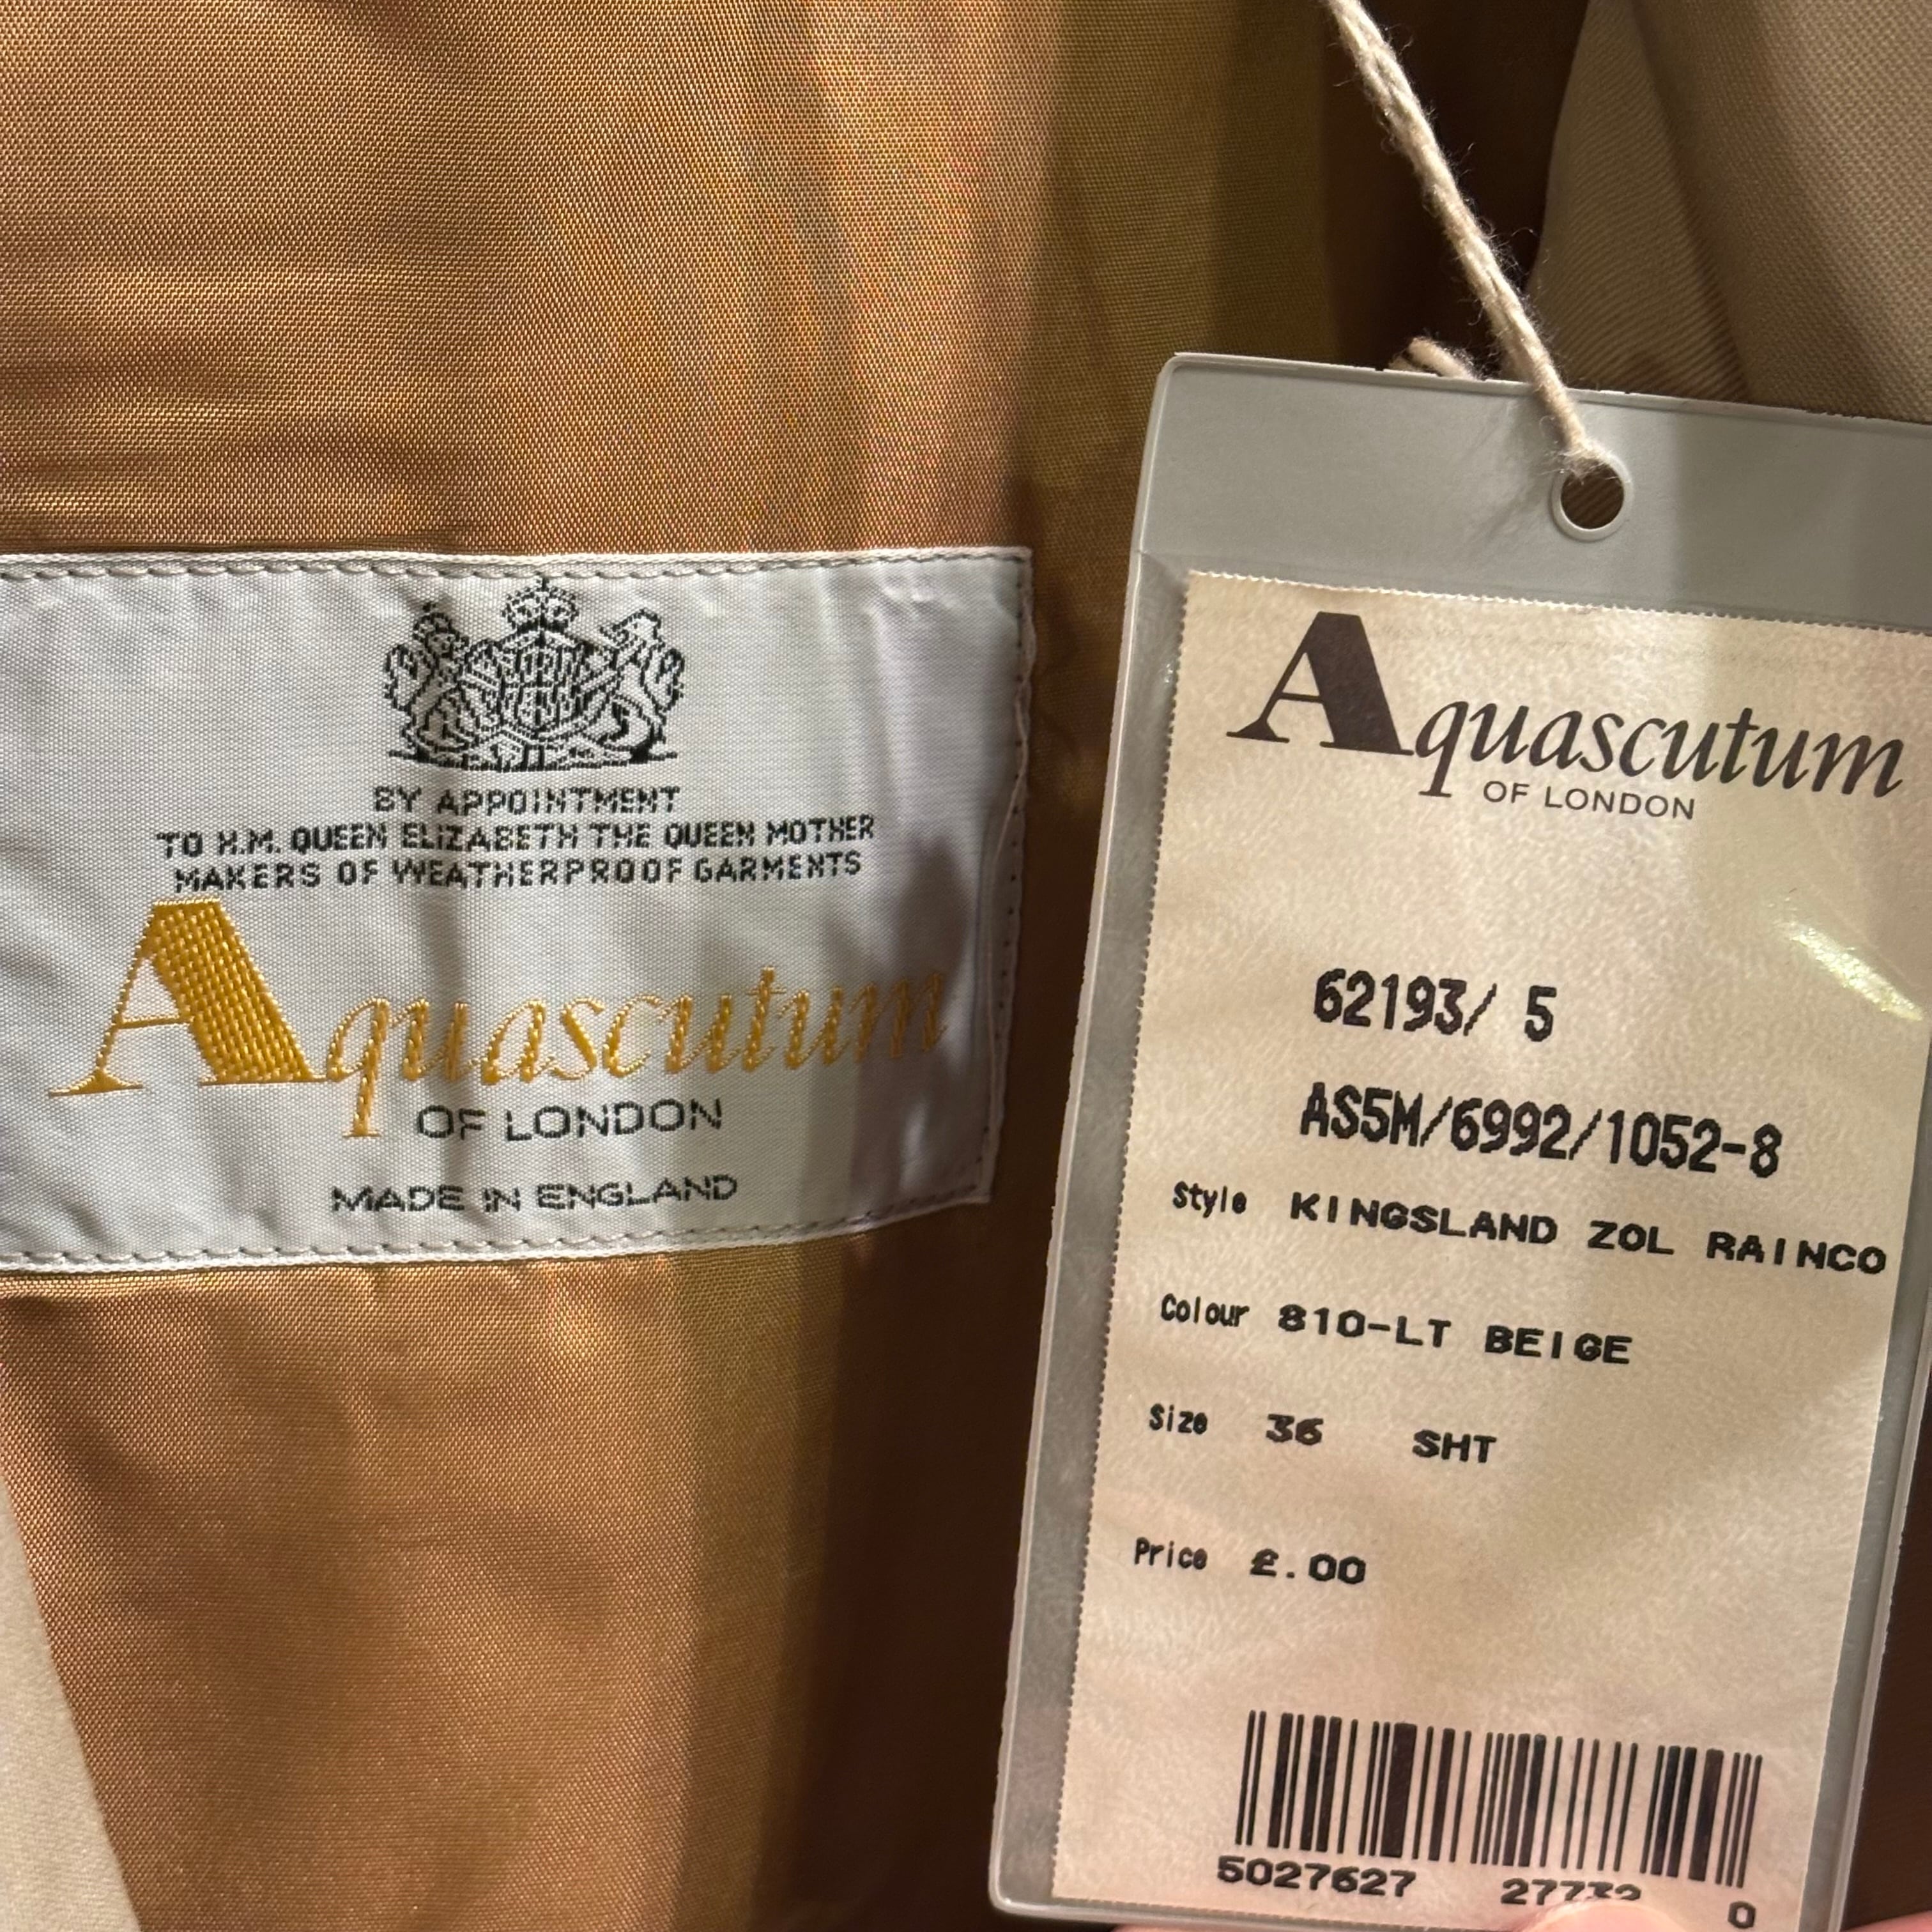 BY APPOINTMENT
TO H.M. QUEEN ELIZABETH THE QUEEN MOTHER
MAKERS OF WEATHERPROOF GARMENTS
Aquascutum
OF LONDON
MADE IN ENGLAND
Aquascutum
OF LONDON
62193/ 5
AS5M/6992/1052-8
Style KINGSLAND ZOL RAINCO
Colour 810-LT BEIGE
Size 36 SHT
Price £.00
5027627 0